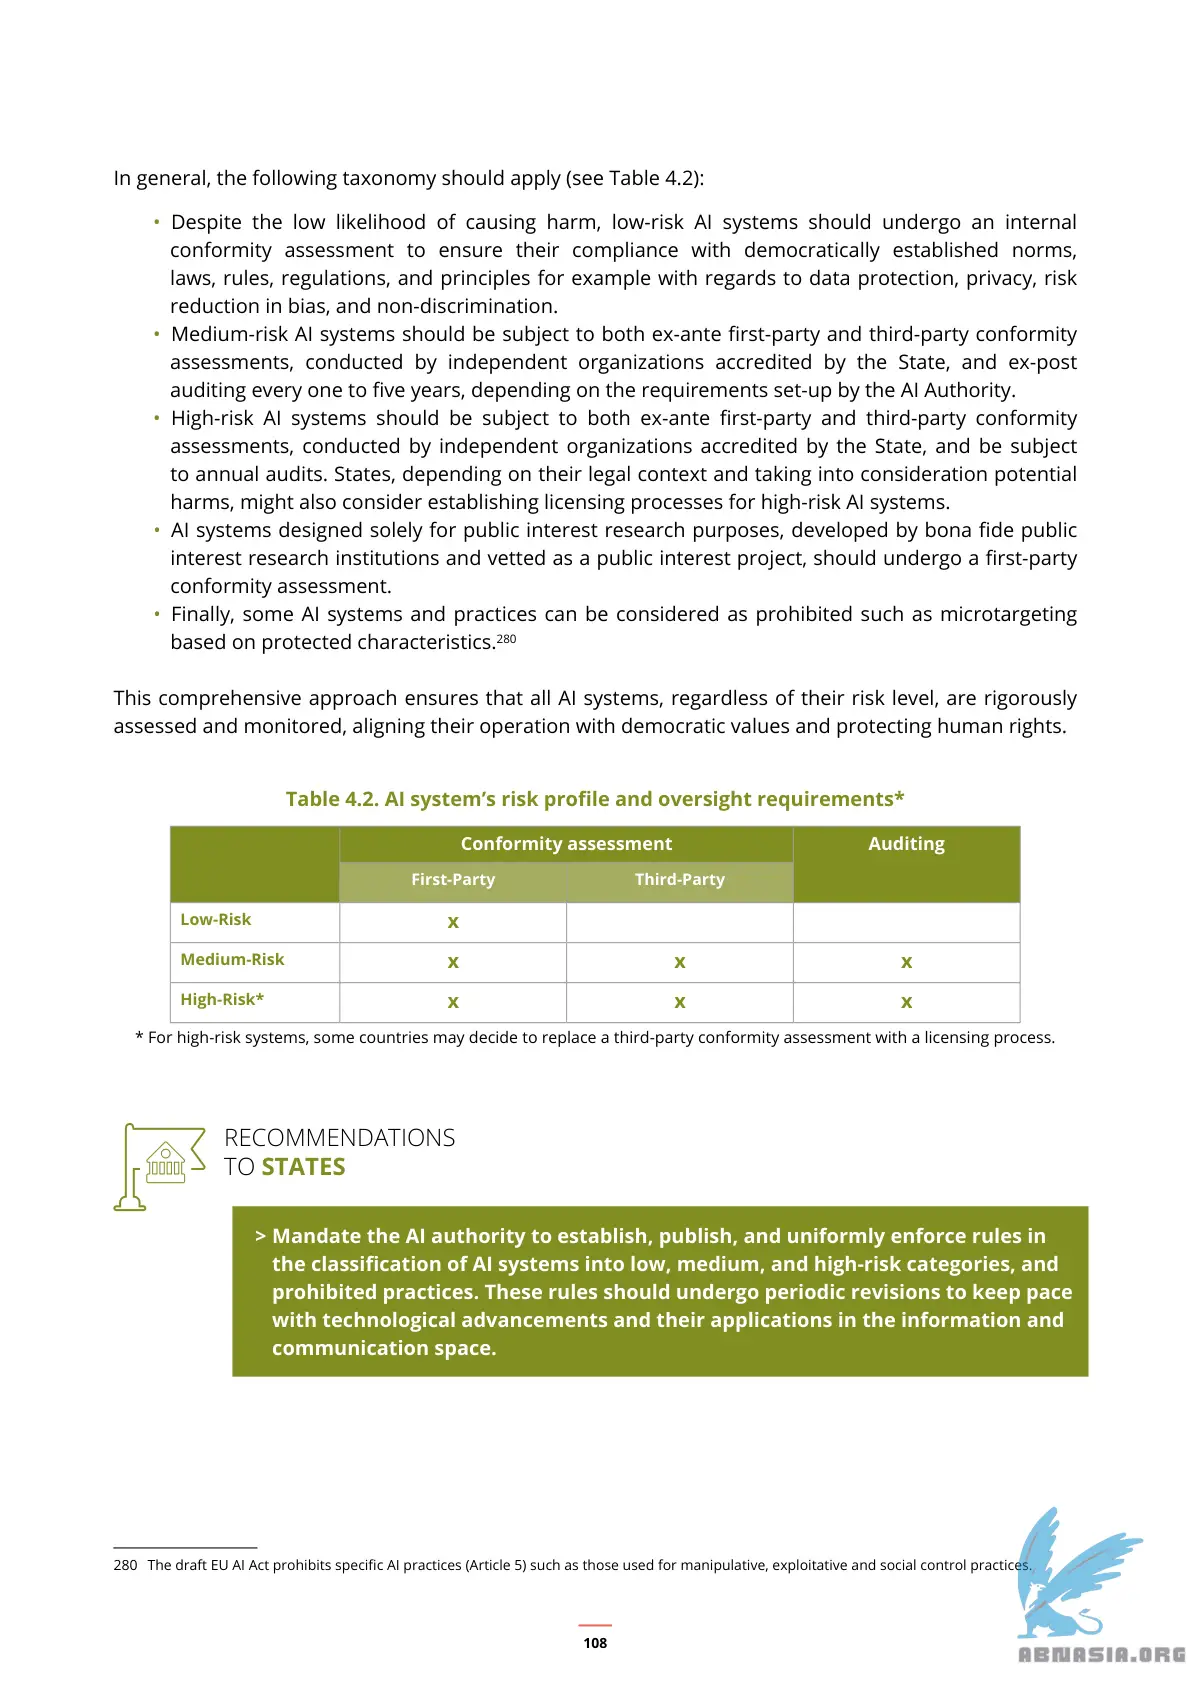 In general, the following taxonomy should apply (see Table 4.2):
• Despite the low likelihood of causing harm, low-risk AI systems should undergo an internal
conformity assessment to ensure their compliance with democratically established norms,
laws, rules, regulations, and principles for example with regards to data protection, privacy, risk
reduction in bias, and non-discrimination.
• Medium-risk AI systems should be subject to both ex-ante first-party and third-party conformity
assessments, conducted by independent organizations accredited by the State, and ex-post
auditing every one to five years, depending on the requirements set-up by the AI Authority.
• High-risk AI systems should be subject to both ex-ante first-party and third-party conformity
assessments, conducted by independent organizations accredited by the State, and be subject
to annual audits. States, depending on their legal context and taking into consideration potential
harms, might also consider establishing licensing processes for high-risk AI systems.
• AI systems designed solely for public interest research purposes, developed by bona fide public
interest research institutions and vetted as a public interest project, should undergo a first-party
conformity assessment.
• Finally, some AI systems and practices can be considered as prohibited such as microtargeting
based on protected characteristics.280
This comprehensive approach ensures that all AI systems, regardless of their risk level, are rigorously
assessed and monitored, aligning their operation with democratic values and protecting human rights.
Table 4.2. AI system's risk profile and oversight requirements*
Conformity assessment Auditing
First-Party Third-Party
Low-Risk x
Medium-Risk x x x
High-Risk* x x x
* For high-risk systems, some countries may decide to replace a third-party conformity assessment with a licensing process.
RECOMMENDATIONS
TO STATES
> Mandate the AI authority to establish, publish, and uniformly enforce rules in
the classification of AI systems into low, medium, and high-risk categories, and
prohibited practices. These rules should undergo periodic revisions to keep pace
with technological advancements and their applications in the information and
communication space.
280 The draft EU AI Act prohibits specific AI practices (Article 5) such as those used for manipulative, exploitative and social control practices.
108
ABNASIA.ORG